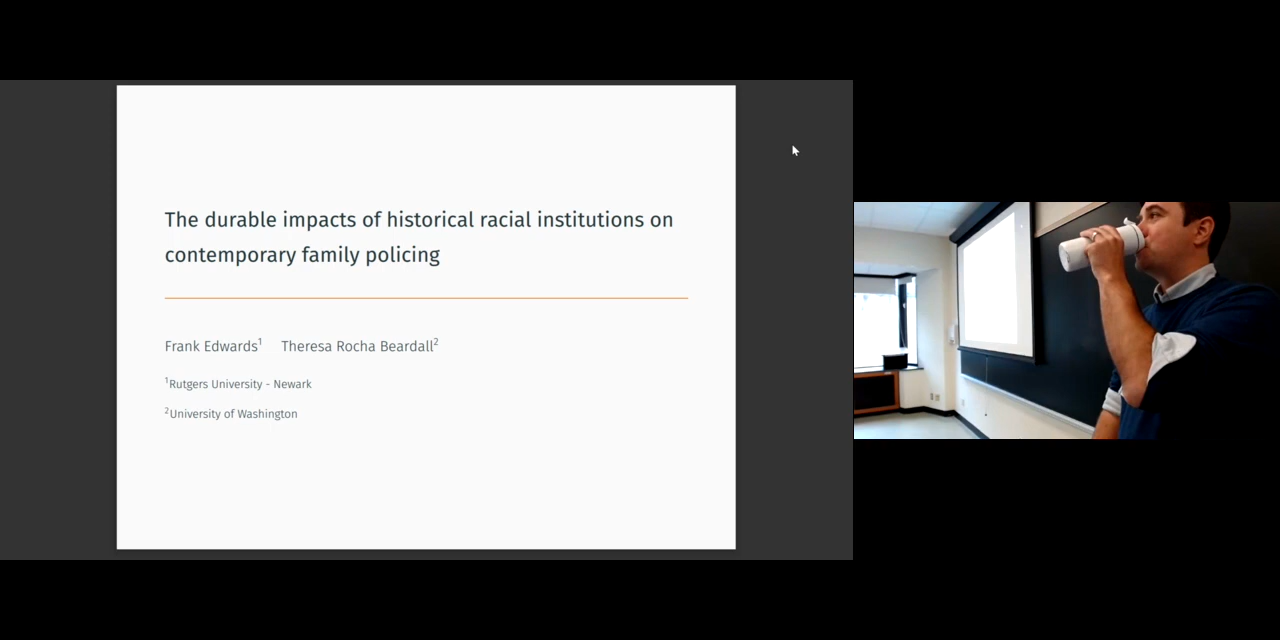 The durable impacts of historical racial institutions on
contemporary family policing
Frank Edwards¹ Theresa Rocha Beardall²
¹Rutgers University - Newark
²University of Washington